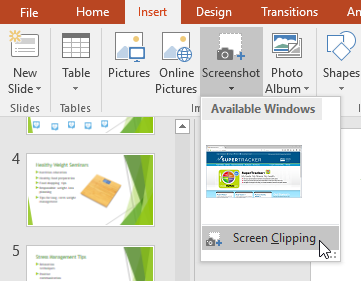 File Home Insert Design Transitions
New
Slide
Table
Pictures
Online
Pictures
Screenshot
Photo
Album
Shapes
Slides
Tables
Available Windows
SUPERTRACKER
Screen Clipping
4
Healthy Weight Seminars
5
Stress Management Tips